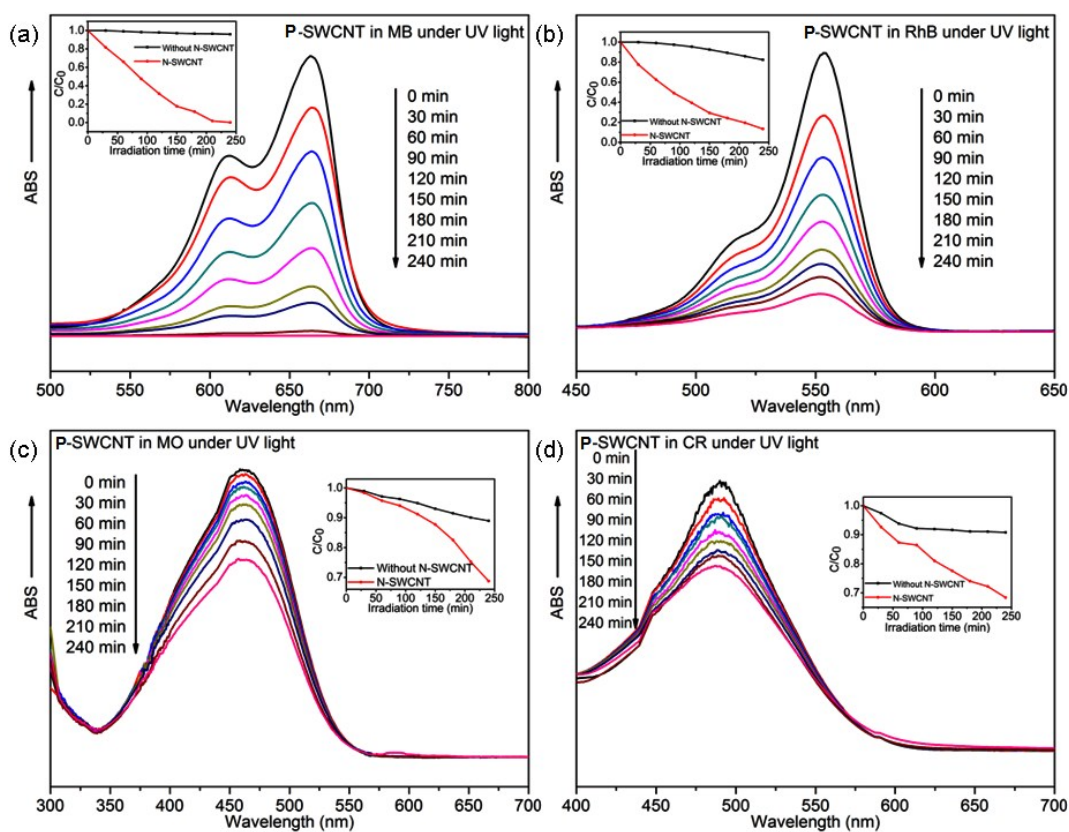 (a)
P-SWCNT in MB under UV light
1.0
0.8
0.6
0.4
0.2
0.0
C/C0
Without N-SWCNT
N-SWCNT
0 50 100 150 200 250
Irradiation time (min)
0 min
30 min
60 min
90 min
120 min
150 min
180 min
210 min
240 min
ABS
500 550 600 650 700 750 800
Wavelength (nm)
(b)
P-SWCNT in RhB under UV light
1.0
0.8
0.6
0.4
0.2
0.0
C/C0
Without N-SWCNT
N-SWCNT
0 50 100 150 200 250
Irradiation time (min)
0 min
30 min
60 min
90 min
120 min
150 min
180 min
210 min
240 min
ABS
450 500 550 600 650
Wavelength (nm)
(c)
P-SWCNT in MO under UV light
0 min
30 min
60 min
90 min
120 min
150 min
180 min
210 min
240 min
1.0
0.9
0.8
0.7
C/C0
Without N-SWCNT
N-SWCNT
0 50 100 150 200 250
Irradiation time (min)
ABS
300 350 400 450 500 550 600 650 700
Wavelength (nm)
(d)
P-SWCNT in CR under UV light
0 min
30 min
60 min
90 min
120 min
150 min
180 min
210 min
240 min
1.0
0.9
0.8
0.7
C/C0
Without N-SWCNT
N-SWCNT
0 50 100 150 200 250
Irradiation time (min)
ABS
400 450 500 550 600 650 700
Wavelength (nm)